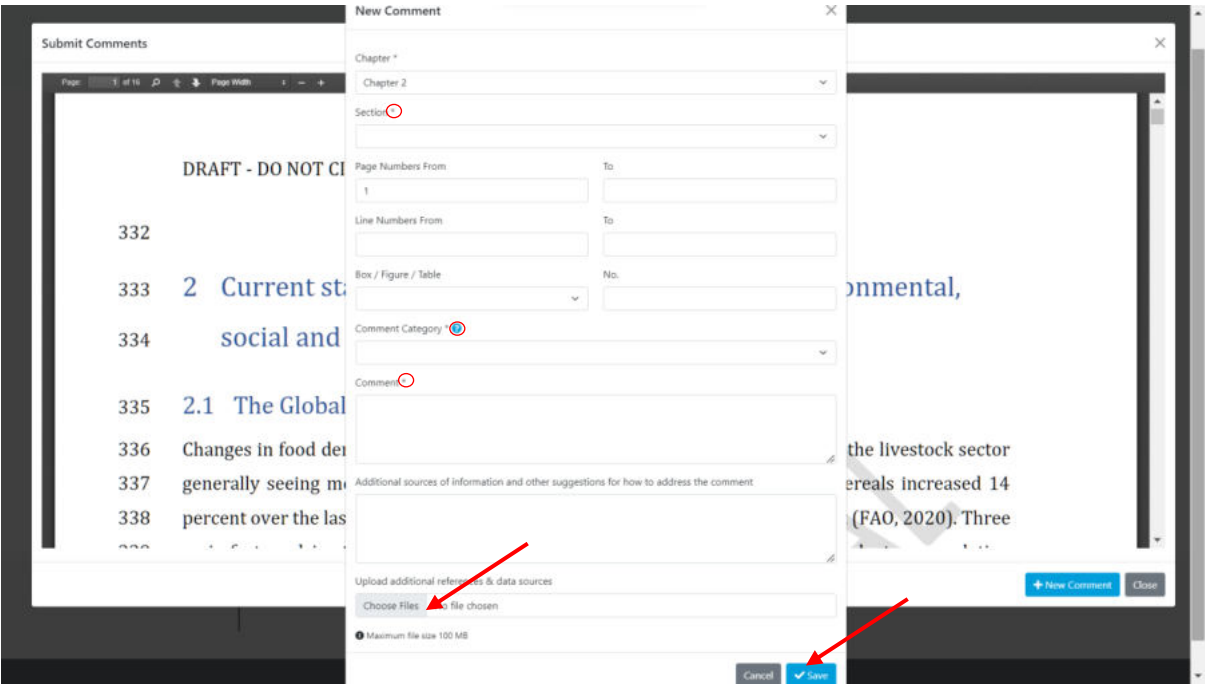 New Comment
Submit Comments
Chapter *
Page: 1 of 16 Page Width
Chapter 2
Section *
DRAFT - DO NOT CI
Page Numbers From To
1
Line Numbers From To
332
Box / Figure / Table No.
333 2 Current sta onmental,
334 social and
Comment Category * ?
Comment *
335 2.1 The Global
336 Changes in food der the livestock sector
337 generally seeing m ereals increased 14
Additional sources of information and other suggestions for how to address the comment
338 percent over the las (FAO, 2020). Three
Upload additional references & data sources
+ New Comment Close
Choose Files No file chosen
Maximum file size 100 MB
Cancel Save